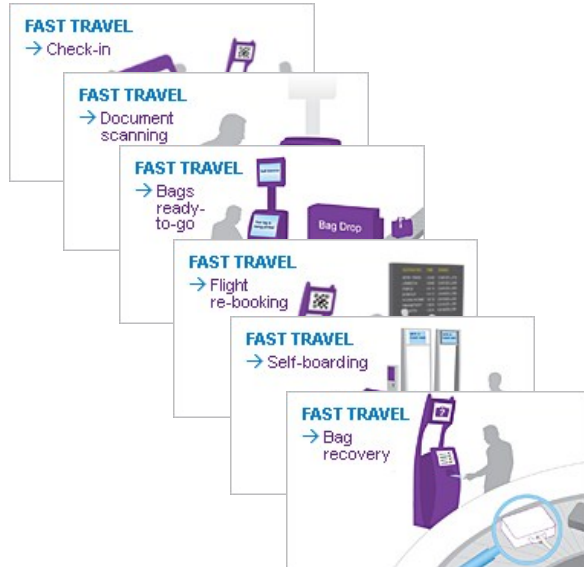 FAST TRAVEL
→ Check-in
FAST TRAVEL
→ Document
scanning
FAST TRAVEL
→ Bags
ready-
to-go
Bag Drop
FAST TRAVEL
→ Flight
re-booking
FAST TRAVEL
→ Self-boarding
FAST TRAVEL
→ Bag
recovery